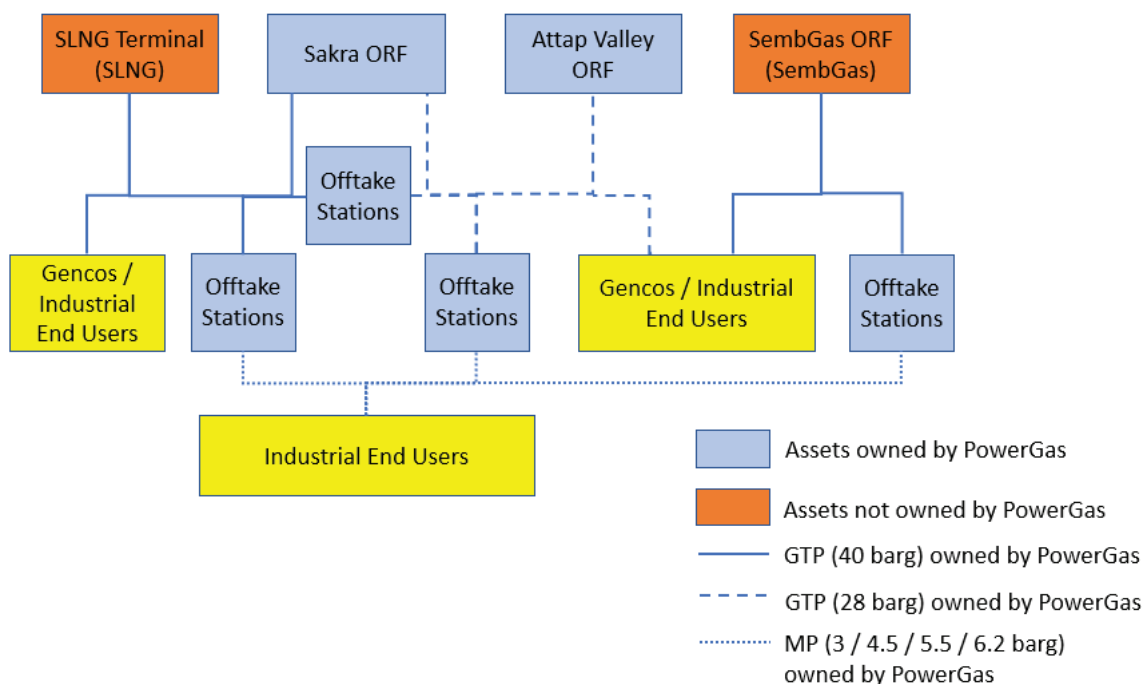 SLNG Terminal
(SLNG)
Sakra ORF
Attap Valley
ORF
SembGas ORF
(SembGas)
Offtake
Stations
Gencos /
Industrial
End Users
Offtake
Stations
Offtake
Stations
Gencos / Industrial
End Users
Offtake
Stations
Industrial End Users
Assets owned by PowerGas
Assets not owned by PowerGas
GTP (40 barg) owned by PowerGas
GTP (28 barg) owned by PowerGas
MP (3 / 4.5 / 5.5 / 6.2 barg)
owned by PowerGas